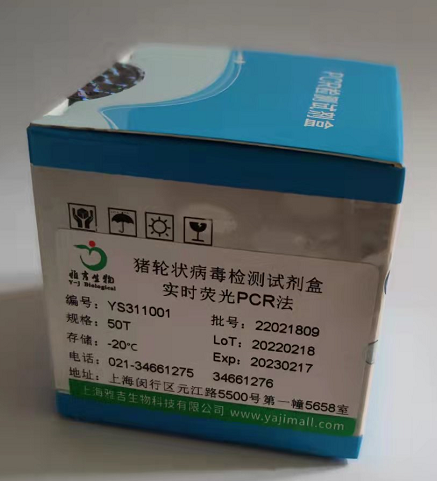 PCR检测试剂盒
猪轮状病毒检测试剂盒
实时荧光PCR法
雅吉生物
Y-J Biological
编号: YS311001
批号: 22021809
规格: 50T
LoT: 20220218
存储: -20℃
Exp: 20230217
电话: 021-34661275 34661276
地址: 上海闵行区元江路5500号第一幢5658室
上海雅吉生物科技有限公司 www.yajimall.com